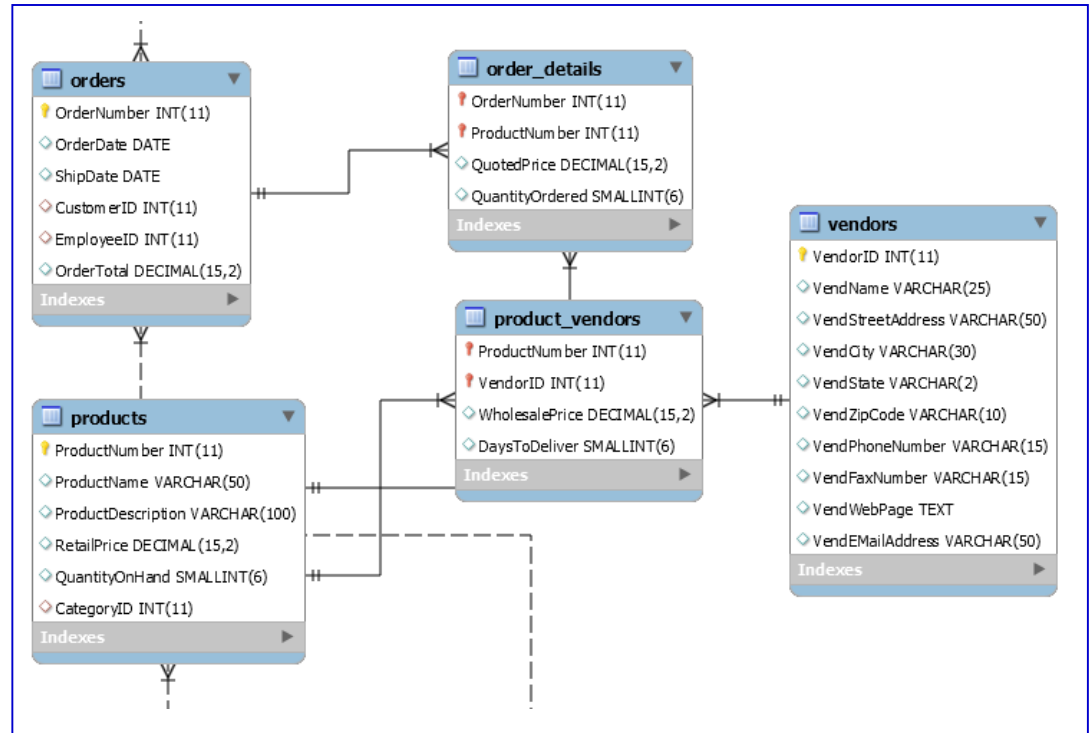 orders
OrderNumber INT(11)
OrderDate DATE
ShipDate DATE
CustomerID INT(11)
EmployeeID INT(11)
OrderTotal DECIMAL(15,2)
Indexes
order_details
OrderNumber INT(11)
ProductNumber INT(11)
QuotedPrice DECIMAL(15,2)
QuantityOrdered SMALLINT(6)
Indexes
products
ProductNumber INT(11)
ProductName VARCHAR(50)
ProductDescription VARCHAR(100)
RetailPrice DECIMAL(15,2)
QuantityOnHand SMALLINT(6)
CategoryID INT(11)
Indexes
product_vendors
ProductNumber INT(11)
VendorID INT(11)
WholesalePrice DECIMAL(15,2)
DaysToDeliver SMALLINT(6)
Indexes
vendors
VendorID INT(11)
VendName VARCHAR(25)
VendStreetAddress VARCHAR(50)
VendCity VARCHAR(30)
VendState VARCHAR(2)
VendZipCode VARCHAR(10)
VendPhoneNumber VARCHAR(15)
VendFaxNumber VARCHAR(15)
VendWebPage TEXT
VendEMailAddress VARCHAR(50)
Indexes